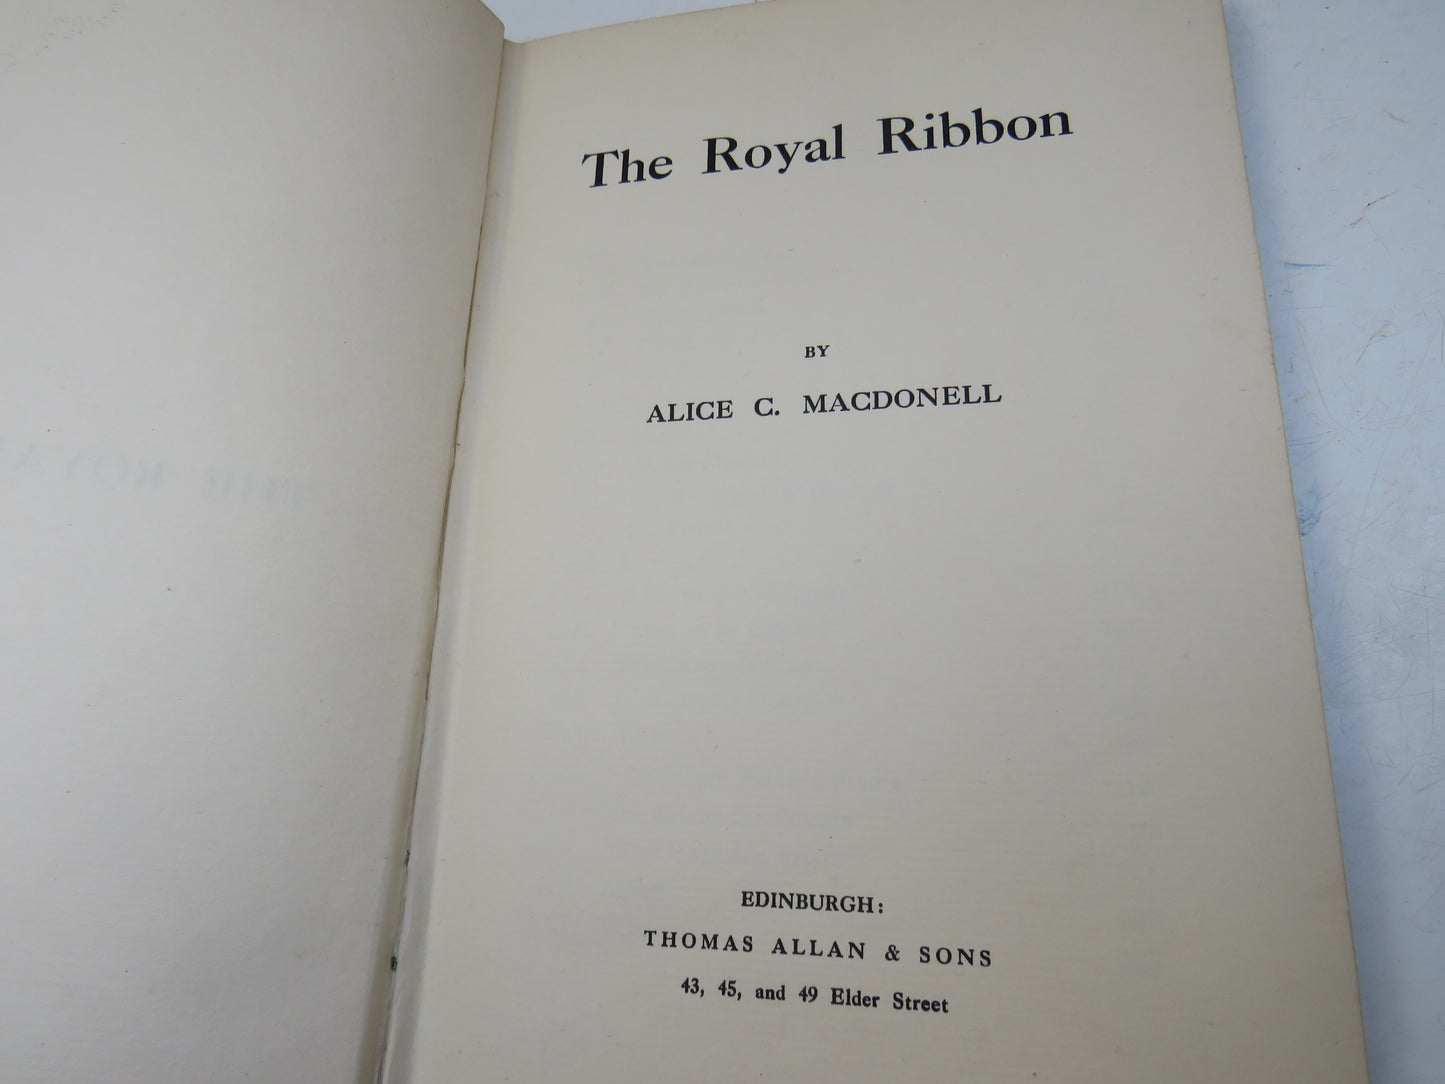 The Royal Ribbon
BY
ALICE C. MACDONELL
EDINBURGH:
THOMAS ALLAN & SONS
43, 45, and 49 Elder Street